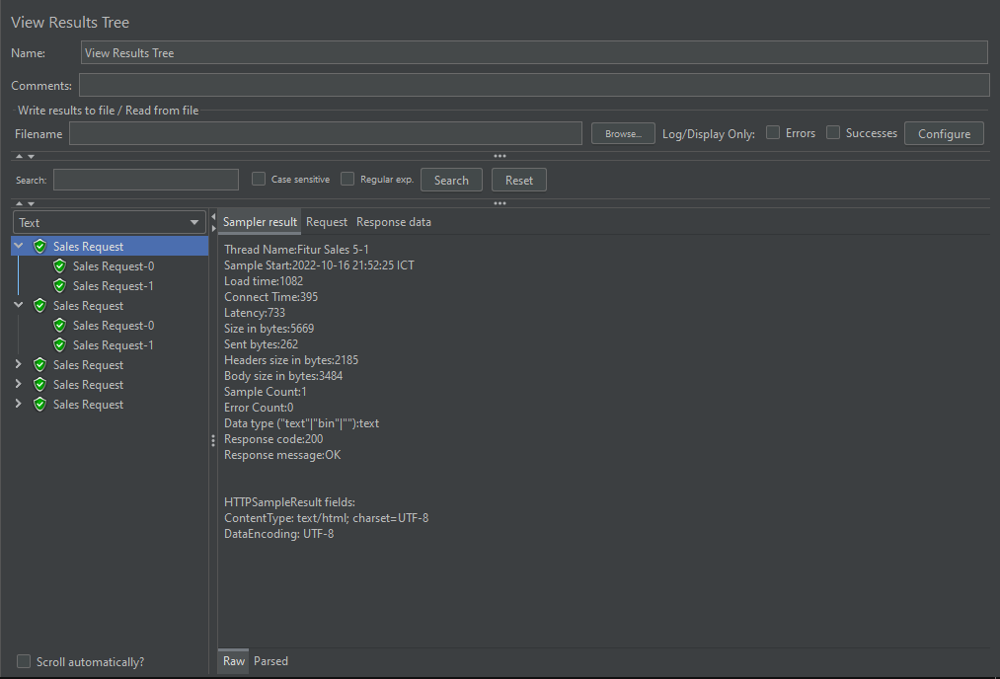 View Results Tree
Name: View Results Tree
Comments:
Write results to file / Read from file
Filename Browse... Log/Display Only: Errors Successes Configure
Search: Case sensitive Regular exp. Search Reset
Text
Sales Request
Sales Request-0
Sales Request-1
Sales Request
Sales Request-0
Sales Request-1
Sales Request
Sales Request
Sales Request
Scroll automatically?
Sampler result Request Response data
Thread Name:Fitur Sales 5-1
Sample Start:2022-10-16 21:52:25 ICT
Load time:1082
Connect Time:395
Latency:733
Size in bytes:5669
Sent bytes:262
Headers size in bytes:2185
Body size in bytes:3484
Sample Count:1
Error Count:0
Data type ("text"|"bin"|""):text
Response code:200
Response message:OK
HTTPSampleResult fields:
ContentType: text/html; charset=UTF-8
DataEncoding: UTF-8
Raw Parsed